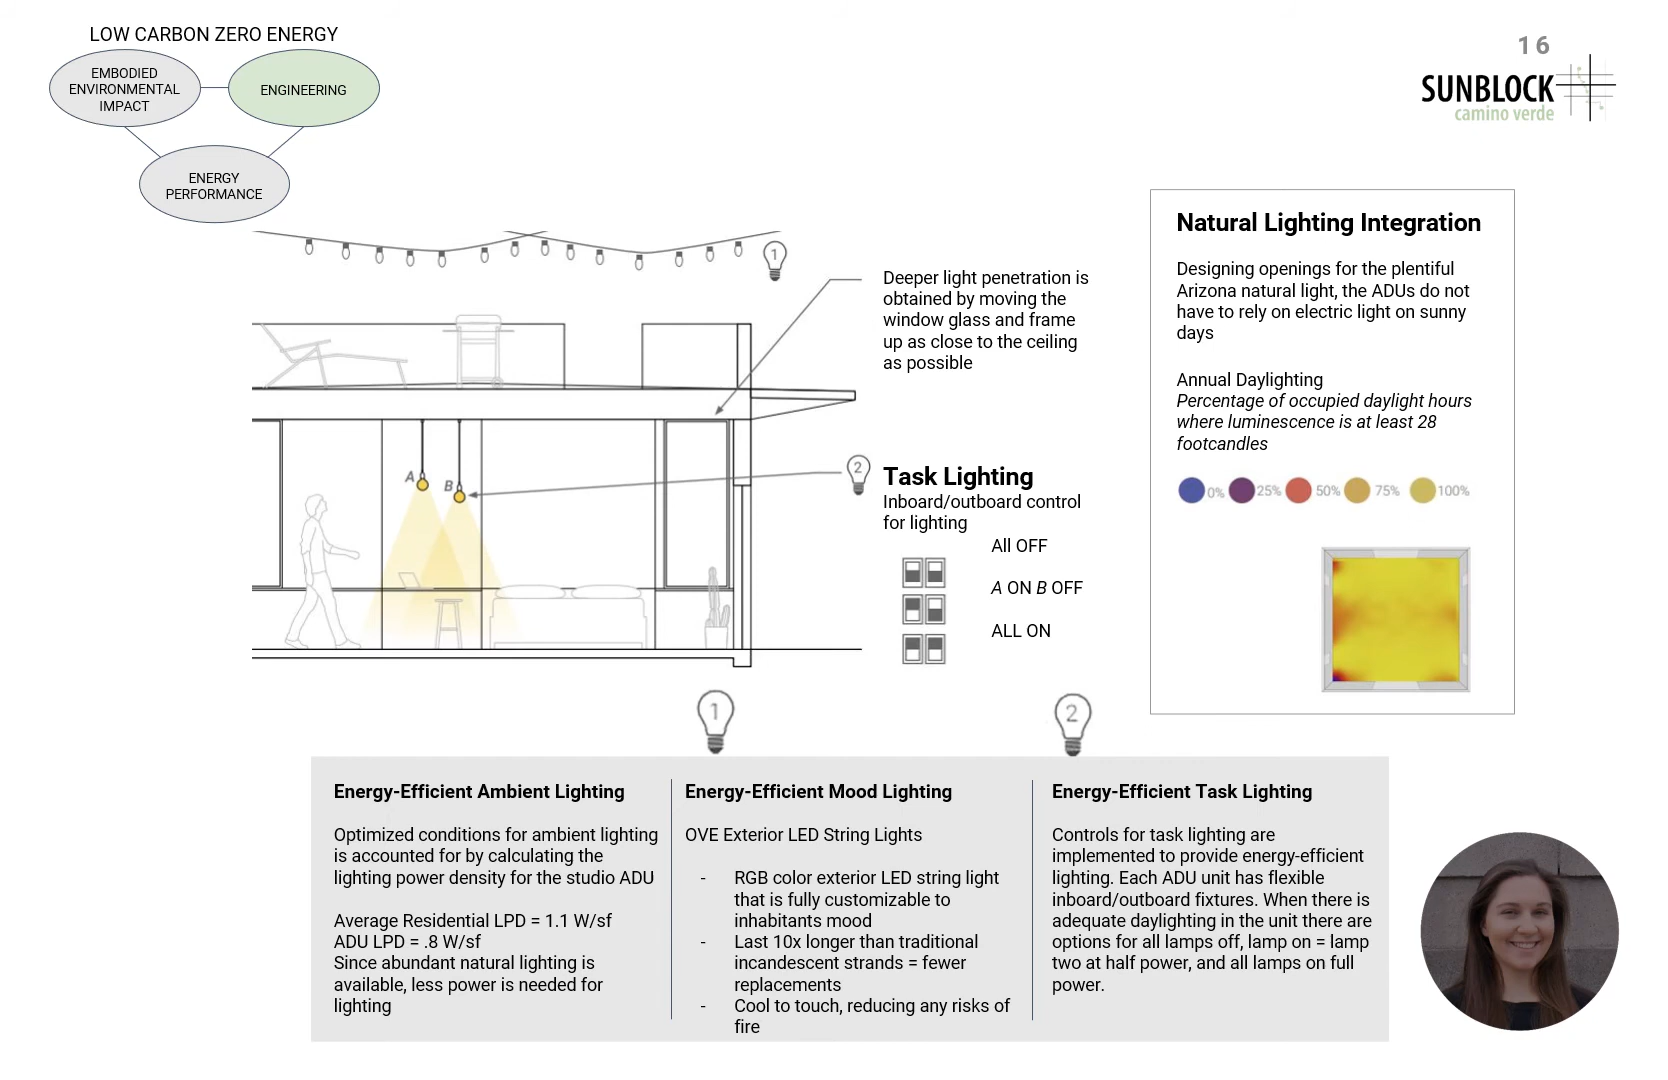 LOW CARBON ZERO ENERGY
EMBODIED
ENVIRONMENTAL
IMPACT
ENGINEERING
ENERGY
PERFORMANCE
16
SUNBLOCK
camino verde
1
Deeper light penetration is
obtained by moving the
window glass and frame
up as close to the ceiling
as possible
A
B
2
Task Lighting
Inboard/outboard control
for lighting
All OFF
A ON B OFF
ALL ON
Natural Lighting Integration
Designing openings for the plentiful
Arizona natural light, the ADUs do not
have to rely on electric light on sunny
days
Annual Daylighting
Percentage of occupied daylight hours
where luminescence is at least 28
footcandles
0% 25% 50% 75% 100%
1
2
Energy-Efficient Ambient Lighting
Optimized conditions for ambient lighting
is accounted for by calculating the
lighting power density for the studio ADU
Average Residential LPD = 1.1 W/sf
ADU LPD = .8 W/sf
Since abundant natural lighting is
available, less power is needed for
lighting
Energy-Efficient Mood Lighting
OVE Exterior LED String Lights
- RGB color exterior LED string light
that is fully customizable to
inhabitants mood
- Last 10x longer than traditional
incandescent strands = fewer
replacements
- Cool to touch, reducing any risks of
fire
Energy-Efficient Task Lighting
Controls for task lighting are
implemented to provide energy-efficient
lighting. Each ADU unit has flexible
inboard/outboard fixtures. When there is
adequate daylighting in the unit there are
options for all lamps off, lamp on = lamp
two at half power, and all lamps on full
power.